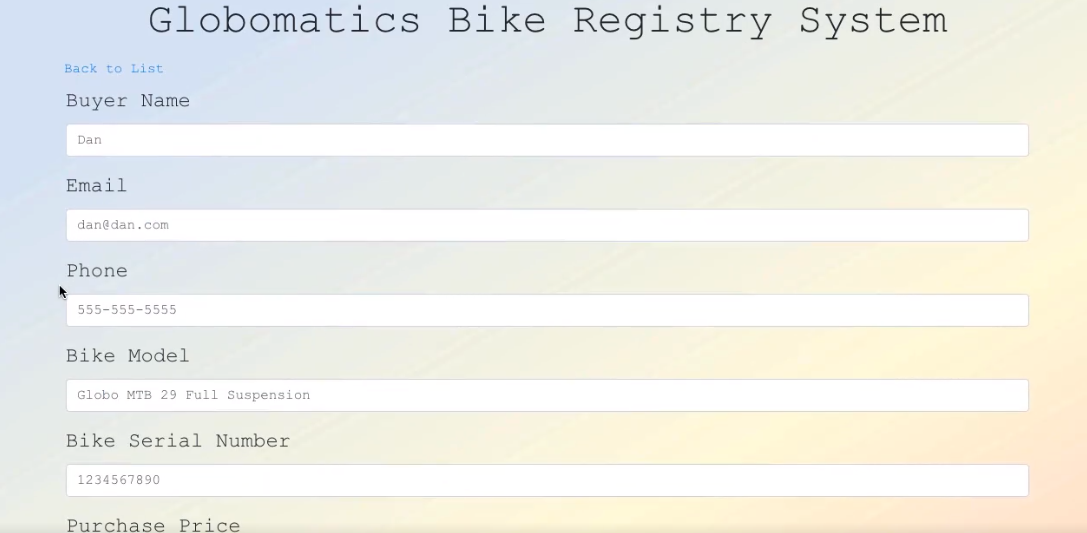 Globomatics Bike Registry System
Back to List
Buyer Name
Dan
Email
dan@dan.com
Phone
555-555-5555
Bike Model
Globo MTB 29 Full Suspension
Bike Serial Number
1234567890
Purchase Price